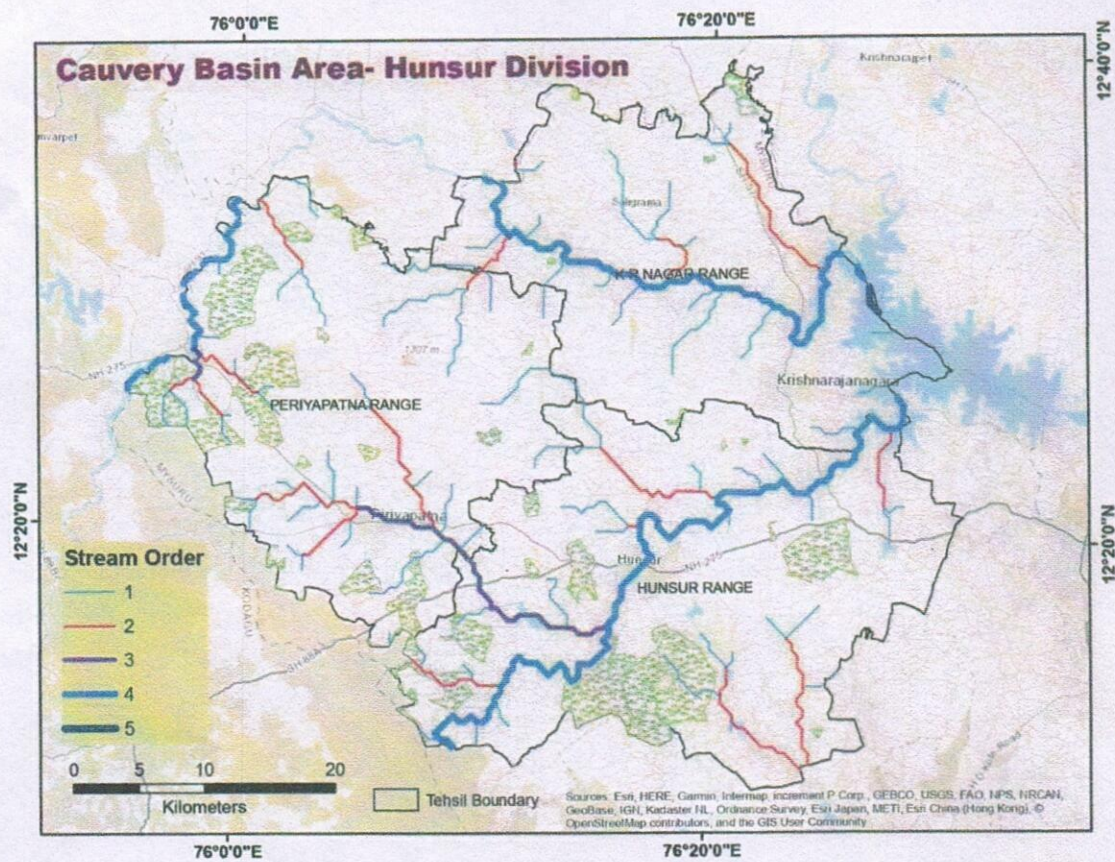 76°0'0"E
76°20'0"E
12°40'0"N
Cauvery Basin Area- Hunsur Division
Krishnarajpet
Saligrama
K R NAGAR RANGE
NH-275
PERIYAPATNA RANGE
Krishnarajanagara
MYSURU
KODAGU
12°20'0"N
Periyapatna
Hunsur
NH-275
HUNSUR RANGE
12°20'0"N
Stream Order
1
2
3
4
5
0 5 10 20
Kilometers
Tehsil Boundary
Sources: Esri, HERE, Garmin, Intermap, increment P Corp., GEBCO, USGS, FAO, NPS, NRCAN,
GeoBase, IGN, Kadaster NL, Ordnance Survey, Esri Japan, METI, Esri China (Hong Kong), ©
OpenStreetMap contributors, and the GIS User Community
76°0'0"E
76°20'0"E